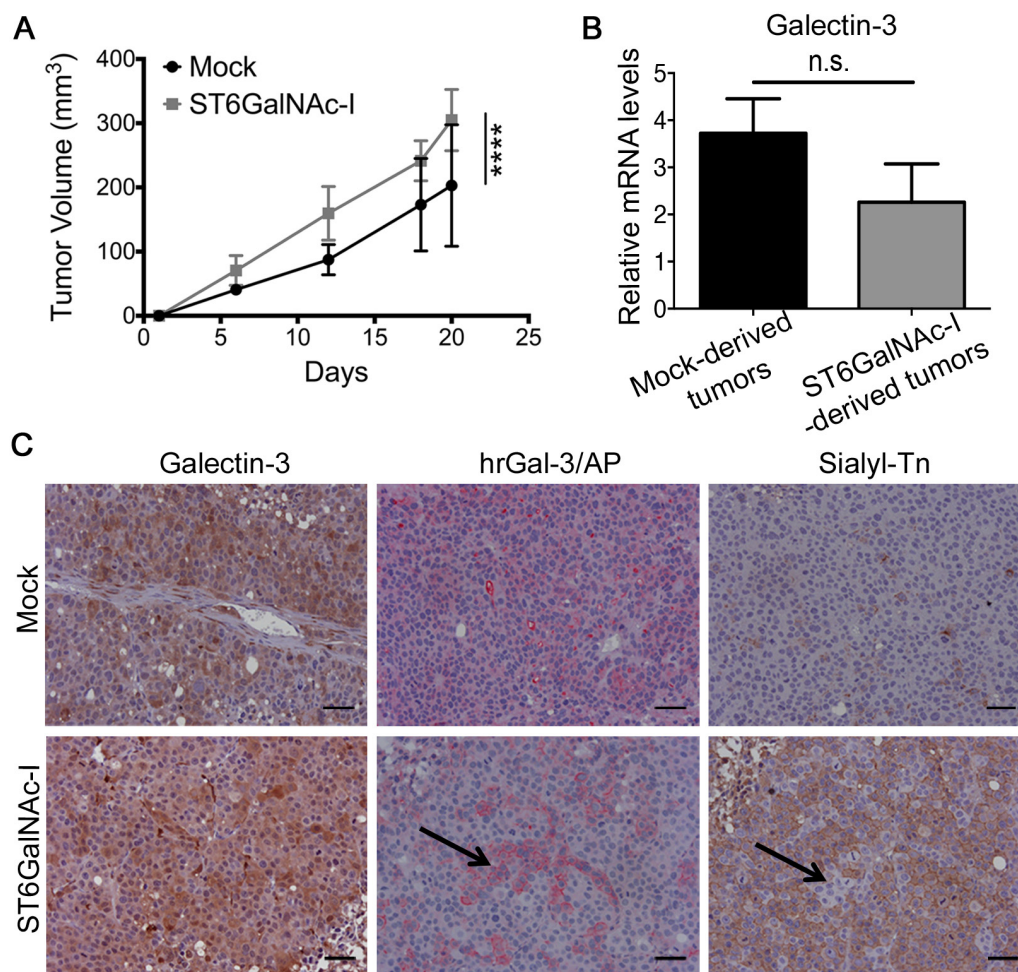 A
Tumor Volume (mm³)
400
300
200
100
0
0 5 10 15 20 25
Days
Mock
ST6GalNAc-I
****
B
Galectin-3
n.s.
Relative mRNA levels
5
4
3
2
1
0
Mock-derived
tumors
ST6GalNAc-I
-derived tumors
C
Galectin-3 hrGal-3/AP Sialyl-Tn
Mock
ST6GalNAc-I